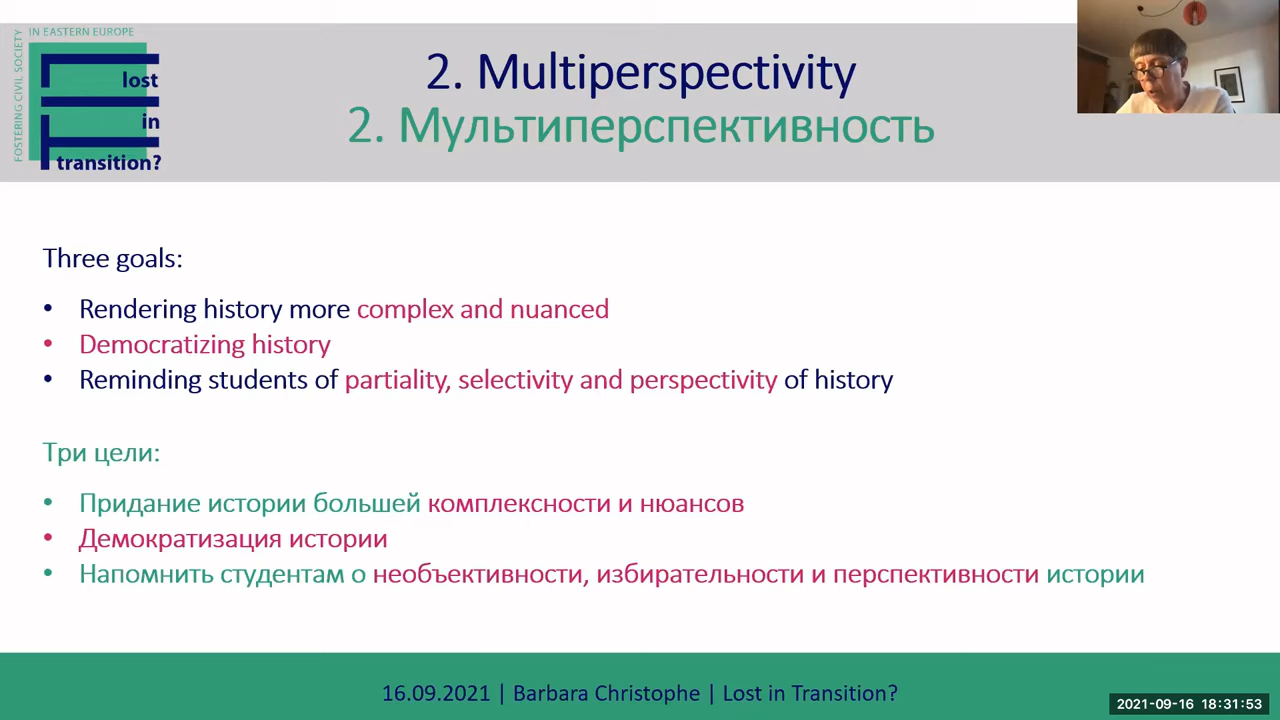 FOSTERING CIVIL SOCIETY
IN EASTERN EUROPE
lost
in
transition?
2. Multiperspectivity
2. Мультиперспективность
Three goals:
• Rendering history more complex and nuanced
• Democratizing history
• Reminding students of partiality, selectivity and perspectivity of history
Три цели:
• Придание истории большей комплексности и нюансов
• Демократизация истории
• Напомнить студентам о необъективности, избирательности и перспективности истории
16.09.2021 | Barbara Christophe | Lost in Transition?
2021-09-16 18:31:53